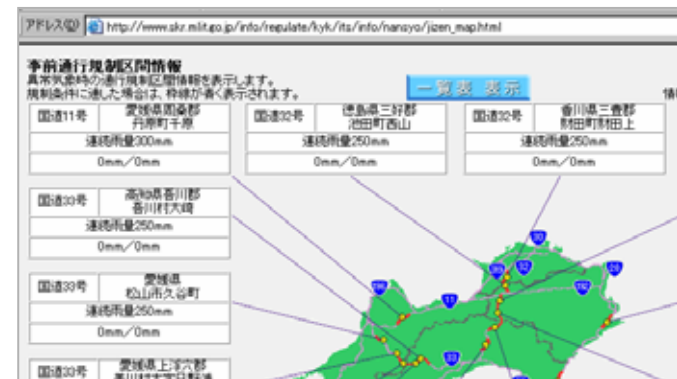 アドレス(D) http://www.skr.mlit.go.jp/info/regulate/kyk/its/info/nansyo/jizen_map.html
事前通行規制区間情報
異常気象時の通行規制区間情報を表示します。
規制条件に達した場合は、枠線が青く表示されます。
一覧表 表示
国道11号 愛媛県周桑郡
丹原町千原
連続雨量300mm
0mm/0mm
国道32号 徳島県三好郡
池田町西山
連続雨量250mm
0mm/0mm
国道32号 香川県三豊郡
財田町財田上
連続雨量250mm
0mm/0mm
国道33号 高知県吾川郡
吾川村大崎
連続雨量250mm
0mm/0mm
国道33号 愛媛県
松山市久谷町
連続雨量250mm
0mm/0mm
国道33号 愛媛県上浮穴郡
30
32
11
33
192
196